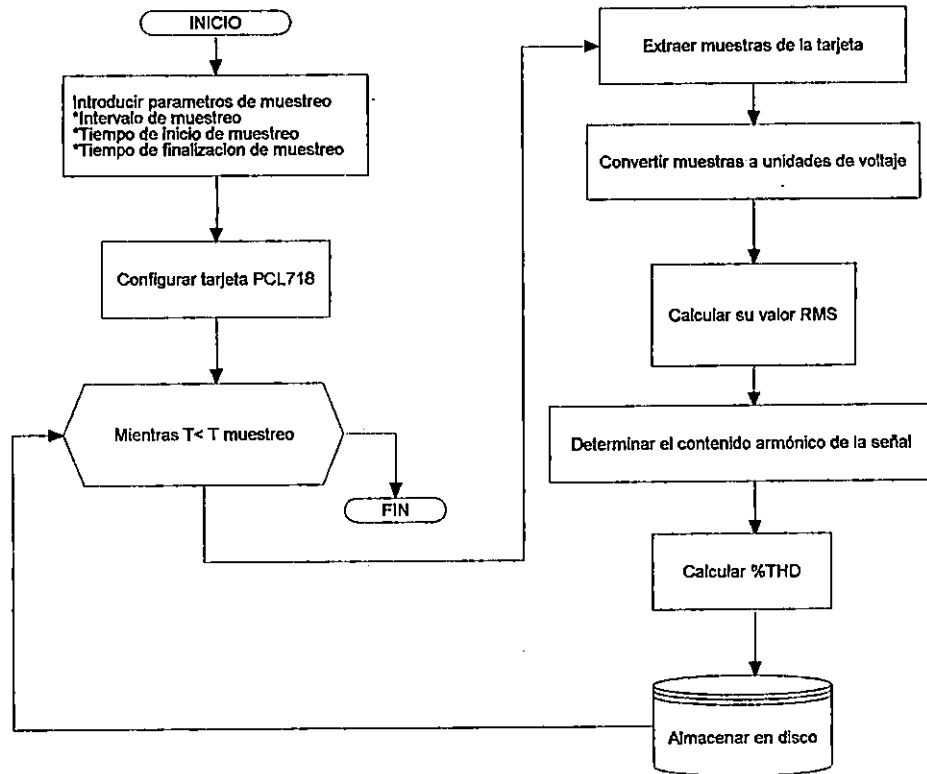 INICIO
Introducir parametros de muestreo
*Intervalo de muestreo
*Tiempo de inicio de muestreo
*Tiempo de finalizacion de muestreo
Configurar tarjeta PCL718
Mientras T< T muestreo
FIN
Extraer muestras de la tarjeta
Convertir muestras a unidades de voltaje
Calcular su valor RMS
Determinar el contenido armónico de la señal
Calcular %THD
Almacenar en disco